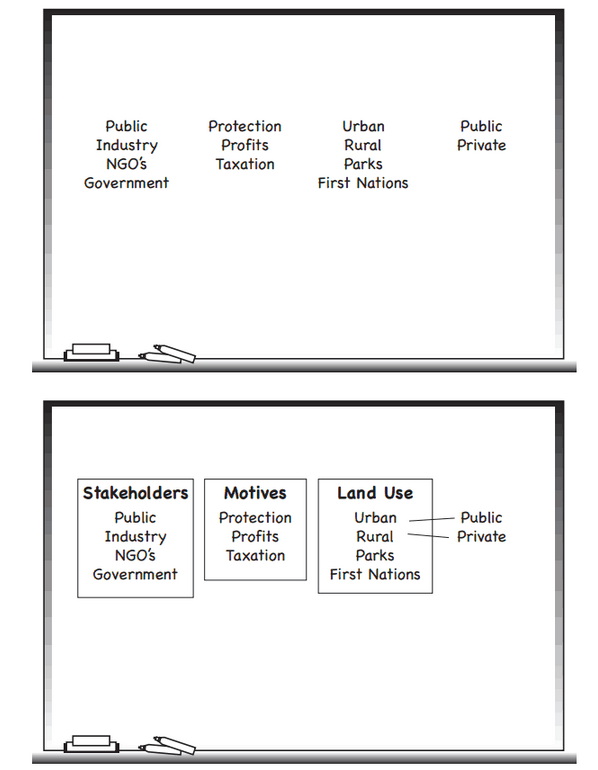 Public Protection Urban Public
Industry Profits Rural Private
NGO's Taxation Parks
Government First Nations
Stakeholders Motives Land Use
Public Protection Urban Public
Industry Profits Rural Private
NGO's Taxation Parks
Government First Nations